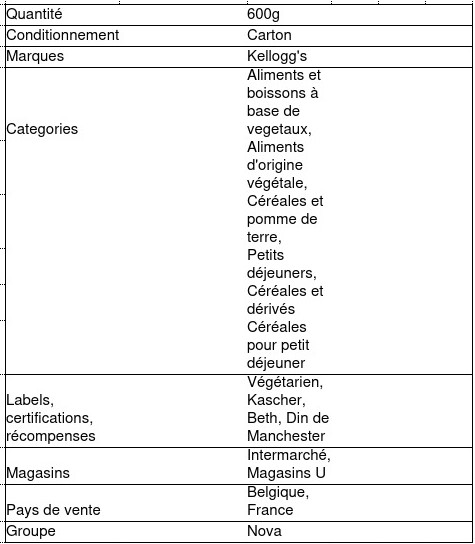 Quantité 600g
Conditionnement Carton
Marques Kellogg's
Categories
Aliments et
boissons à
base de
vegetaux,
Aliments
d'origine
végétale,
Céréales et
pomme de
terre,
Petits
déjeuners,
Céréales et
dérivés
Céréales
pour petit
déjeuner
Labels,
certifications,
récompenses
Végétarien,
Kascher,
Beth, Din de
Manchester
Magasins
Intermarché,
Magasins U
Pays de vente
Belgique,
France
Groupe Nova